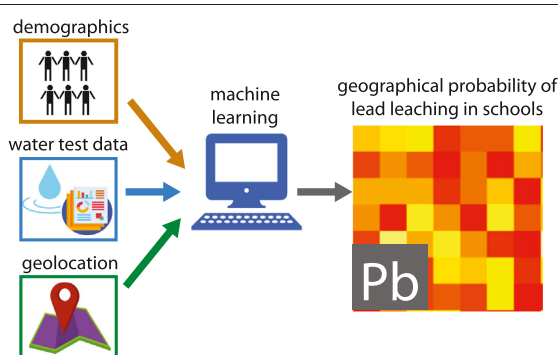 demographics
water test data
geolocation
machine
learning
geographical probability of
lead leaching in schools
Pb